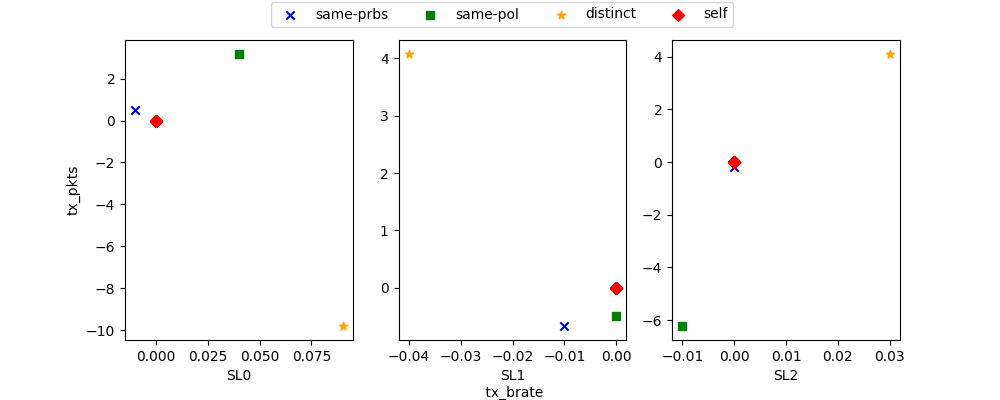 same-prbs same-pol distinct self
tx_pkts
2
0
−2
−4
−6
−8
−10
0.000 0.025 0.050 0.075
SL0
4
3
2
1
0
−0.04 −0.03 −0.02 −0.01 0.00
SL1
tx_brate
4
2
0
−2
−4
−6
−0.01 0.00 0.01 0.02 0.03
SL2